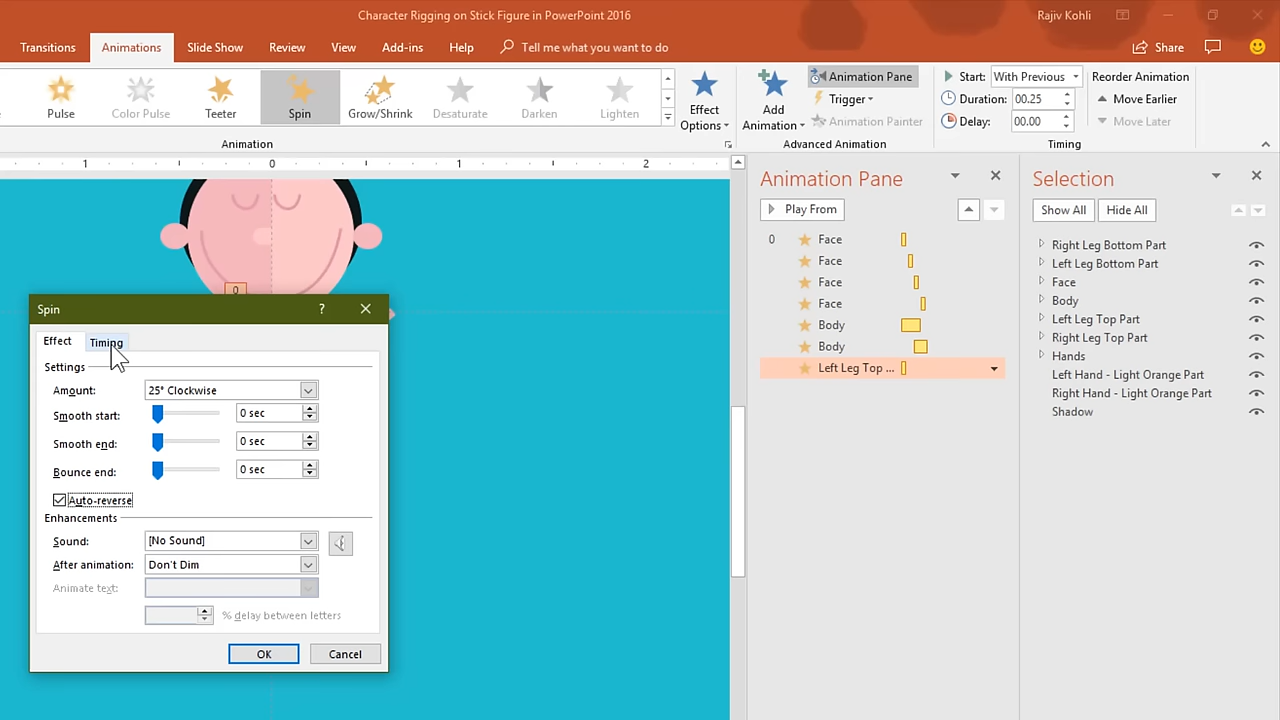 Character Rigging on Stick Figure in PowerPoint 2016
Rajiv Kohli
Transitions Animations Slide Show Review View Add-ins Help Tell me what you want to do Share
Pulse Color Pulse Teeter Spin Grow/Shrink Desaturate Darken Lighten
Effect Options
Add Animation
Animation Pane
Trigger
Animation Painter
Start: With Previous
Duration: 00.25
Delay: 00.00
Reorder Animation
Move Earlier
Move Later
Animation
Advanced Animation
Timing
1 0 1 2
0
Animation Pane
Play From
0 Face
Face
Face
Face
Body
Body
Left Leg Top ...
Selection
Show All Hide All
Right Leg Bottom Part
Left Leg Bottom Part
Face
Body
Left Leg Top Part
Right Leg Top Part
Hands
Left Hand - Light Orange Part
Right Hand - Light Orange Part
Shadow
Spin ?
Effect Timing
Settings
Amount: 25° Clockwise
Smooth start: 0 sec
Smooth end: 0 sec
Bounce end: 0 sec
Auto-reverse
Enhancements
Sound: [No Sound]
After animation: Don't Dim
Animate text:
% delay between letters
OK Cancel